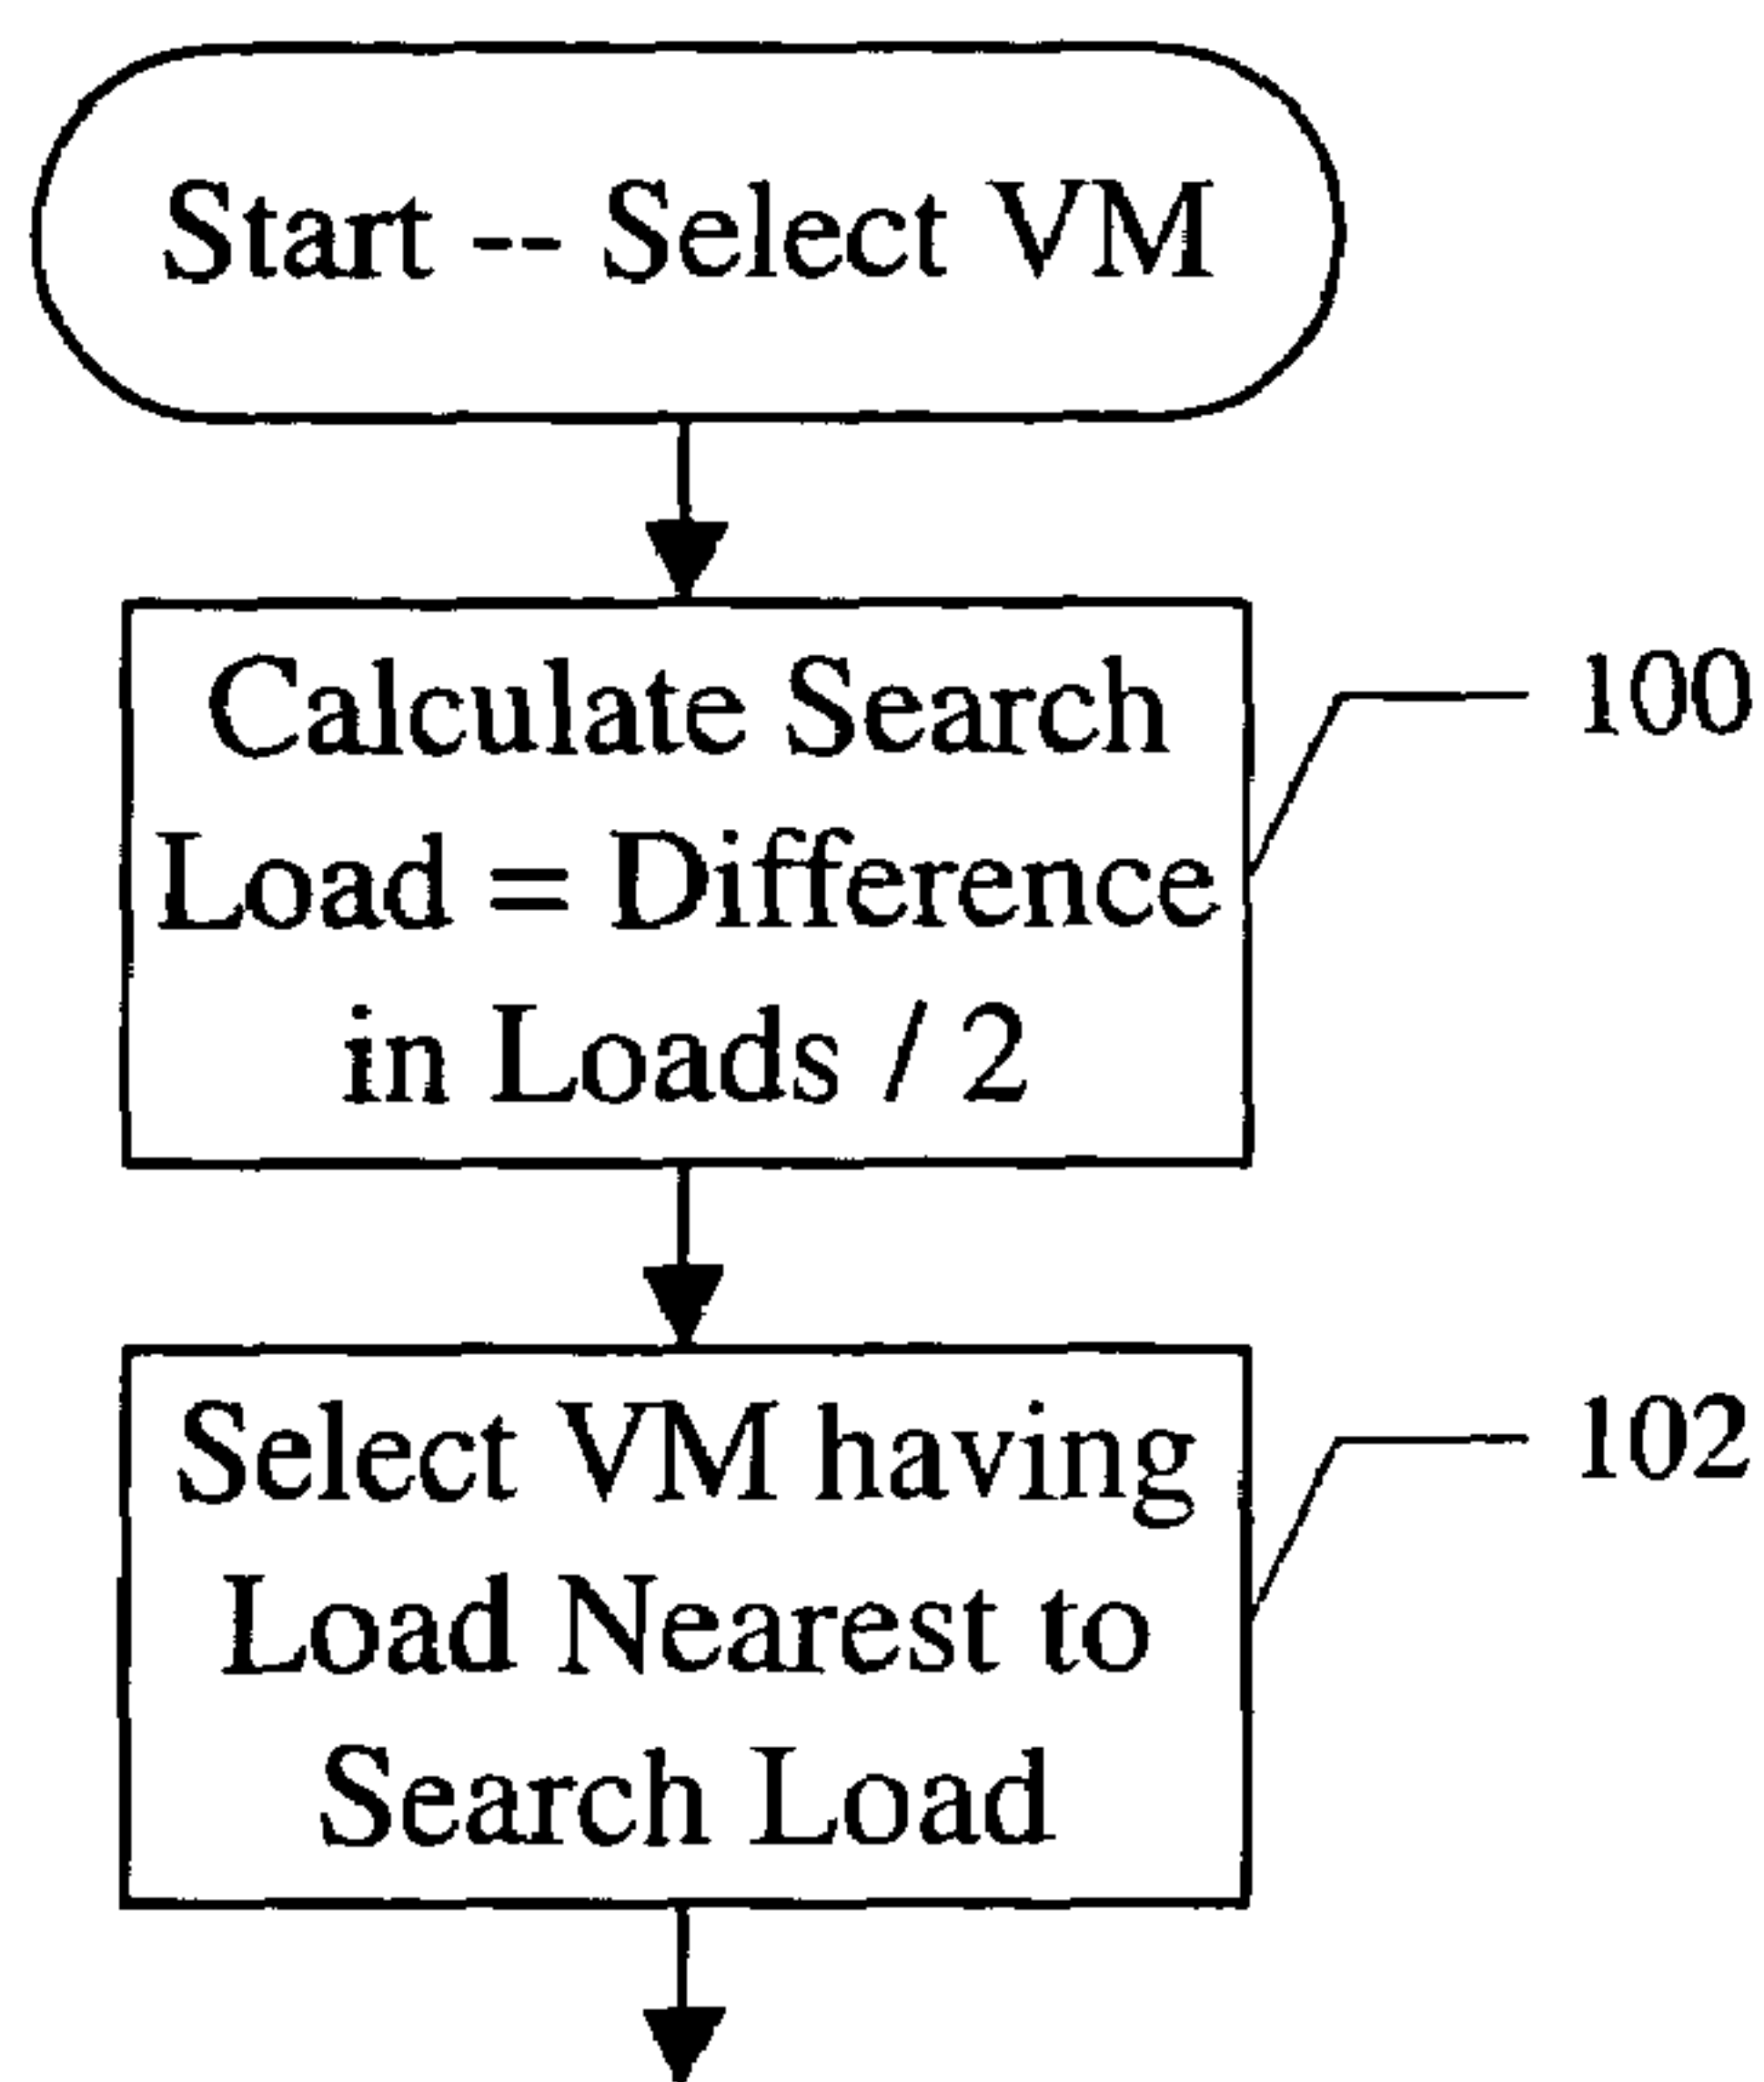 Start -- Select VM
Calculate Search
100
Load = Difference
in Loads / 2
Select VM having
102
Load Nearest to
Search Load